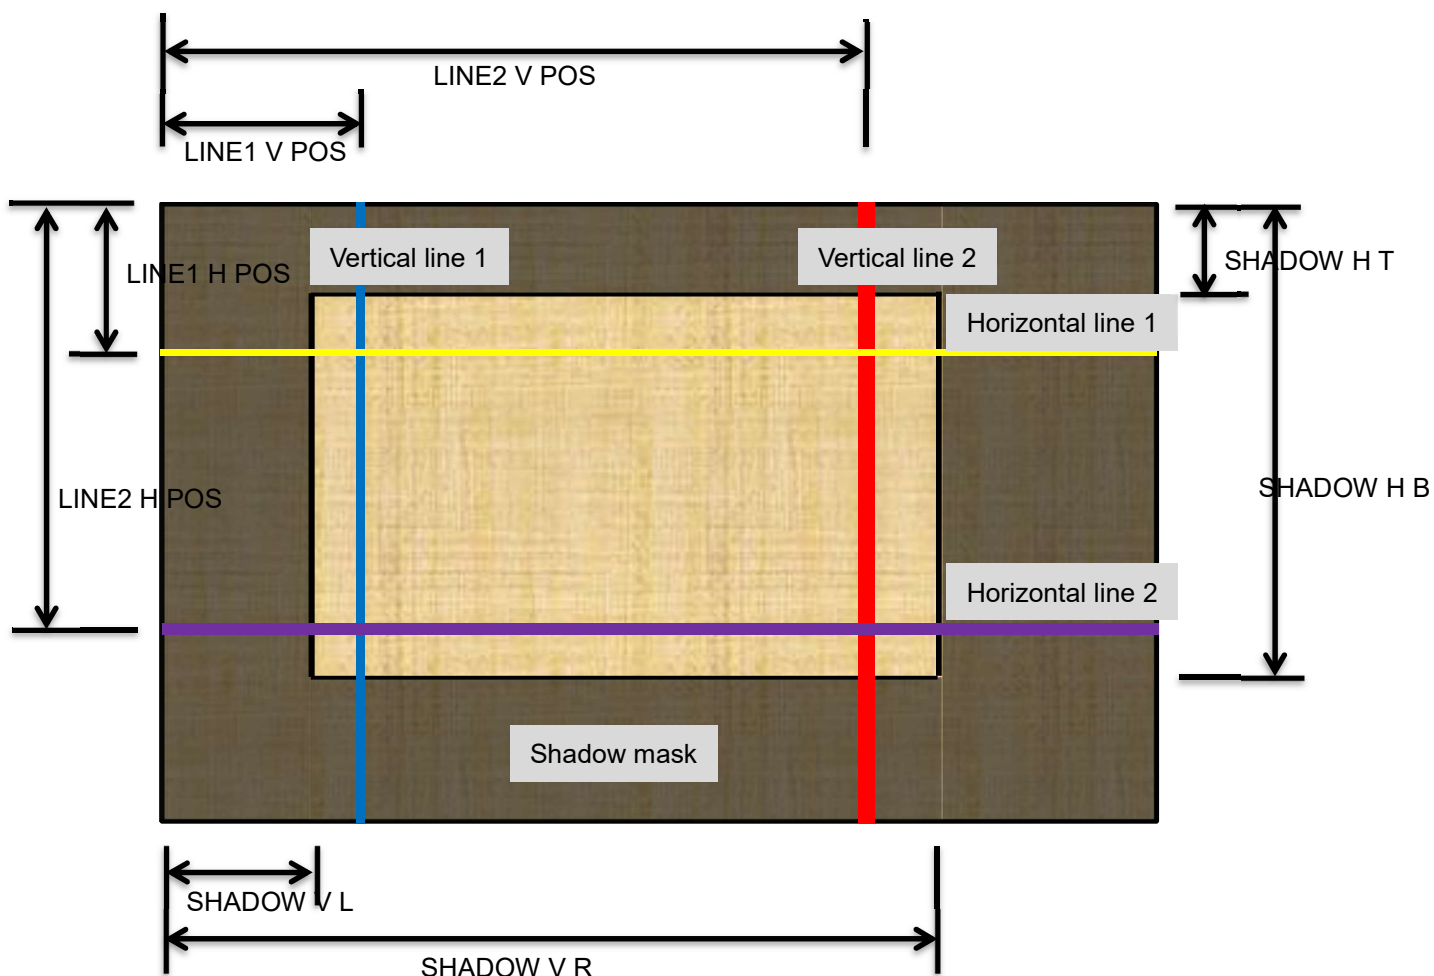 LINE2 V POS
LINE1 V POS
Vertical line 1
Vertical line 2
LINE1 H POS
SHADOW H T
Horizontal line 1
LINE2 H POS
SHADOW H B
Horizontal line 2
Shadow mask
SHADOW V L
SHADOW V R